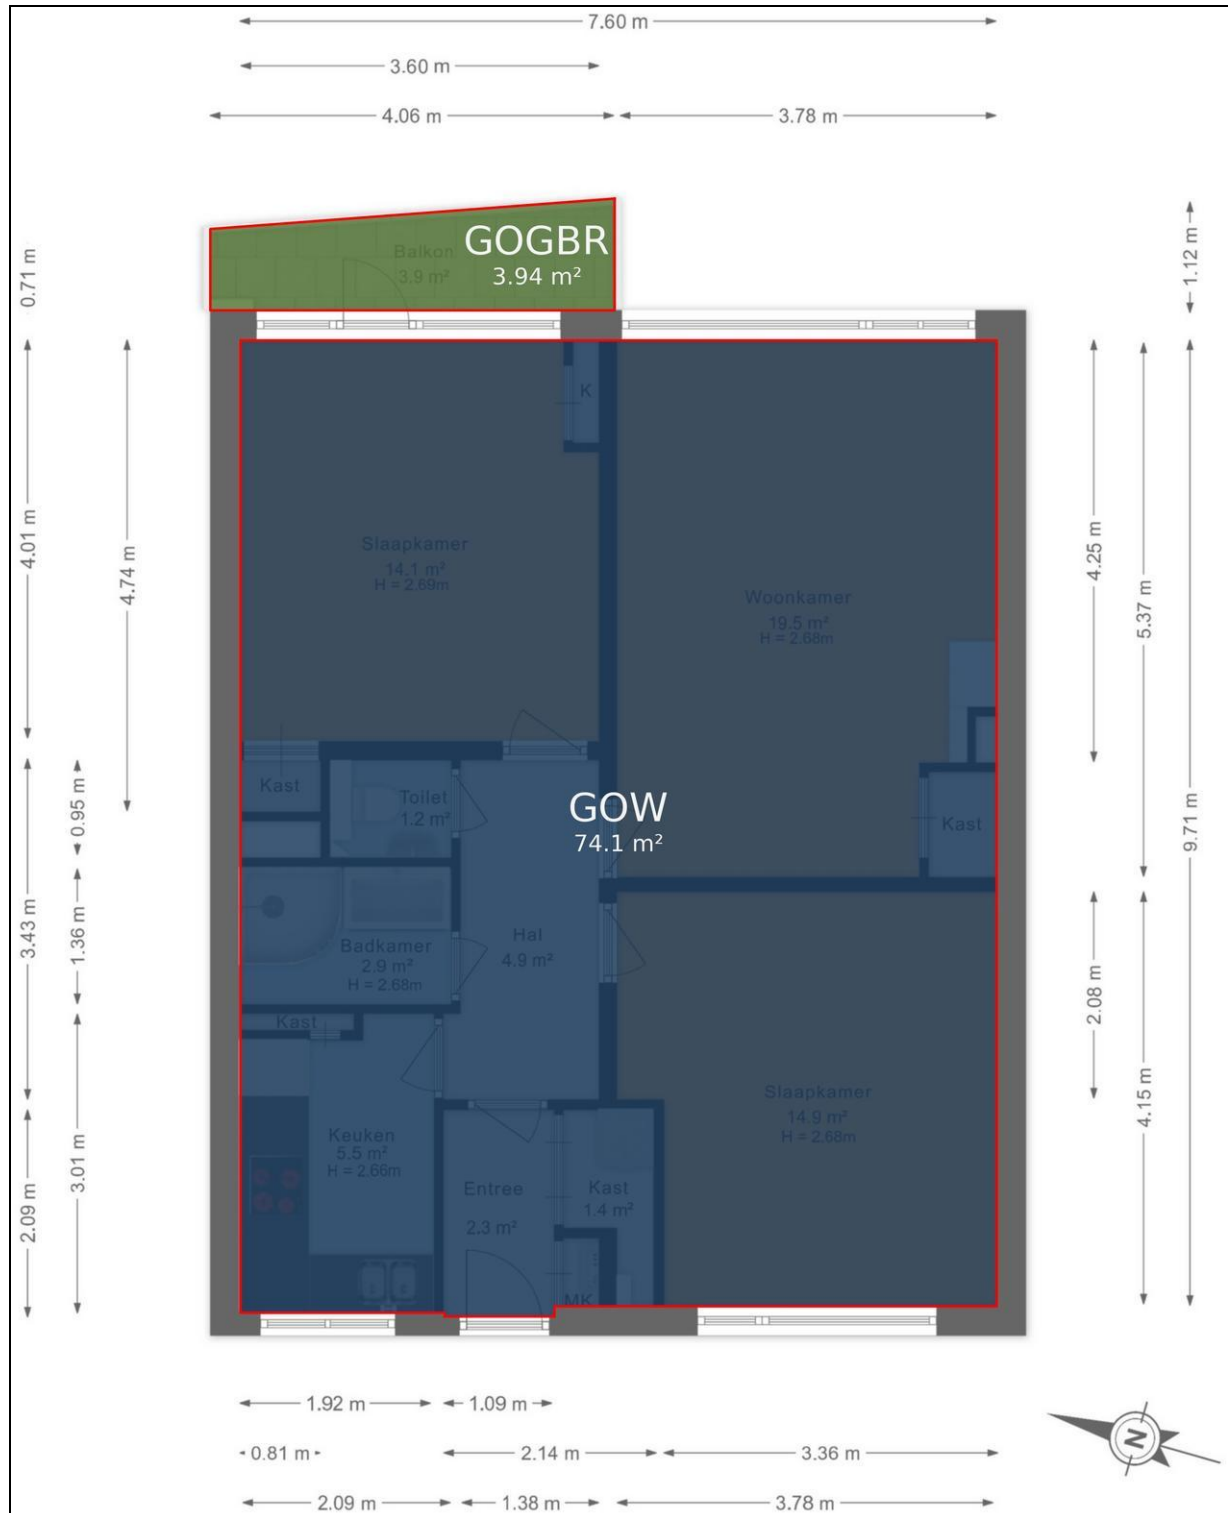 7.60 m
3.60 m
4.06 m
3.78 m
0.71 m
1.12 m
Balkon
3.9 m²
GOGBR
3.94 m²
K
4.01 m
4.74 m
4.25 m
5.37 m
9.71 m
Slaapkamer
14.1 m²
H = 2.69m
Woonkamer
19.5 m²
H = 2.68m
Kast
Toilet
1.2 m²
GOW
74.1 m²
Kast
0.95 m
3.43 m
1.36 m
Badkamer
2.9 m²
H = 2.68m
Hal
4.9 m²
2.08 m
Kast
Keuken
5.5 m²
H = 2.66m
Slaapkamer
14.9 m²
H = 2.68m
4.15 m
3.01 m
2.09 m
Entree
2.3 m²
Kast
1.4 m²
MK
1.92 m
1.09 m
0.81 m
2.14 m
3.36 m
2.09 m
1.38 m
3.78 m
N